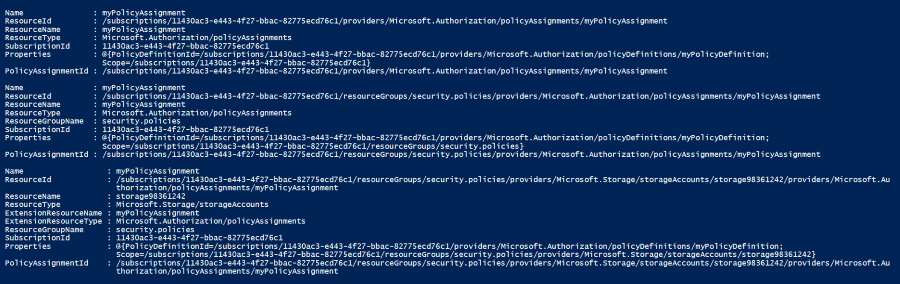 Name : myPolicyAssignment
ResourceId : /subscriptions/11430ac3-e443-4f27-bbac-82775ecd76c1/providers/Microsoft.Authorization/policyAssignments/myPolicyAssignment
ResourceName : myPolicyAssignment
ResourceType : Microsoft.Authorization/policyAssignments
SubscriptionId : 11430ac3-e443-4f27-bbac-82775ecd76c1
Properties : @{PolicyDefinitionId=/subscriptions/11430ac3-e443-4f27-bbac-82775ecd76c1/providers/Microsoft.Authorization/policyDefinitions/myPolicyDefinition;
Scope=/subscriptions/11430ac3-e443-4f27-bbac-82775ecd76c1}
PolicyAssignmentId : /subscriptions/11430ac3-e443-4f27-bbac-82775ecd76c1/providers/Microsoft.Authorization/policyAssignments/myPolicyAssignment
Name : myPolicyAssignment
ResourceId : /subscriptions/11430ac3-e443-4f27-bbac-82775ecd76c1/resourceGroups/security.policies/providers/Microsoft.Authorization/policyAssignments/myPolicyAssignment
ResourceName : myPolicyAssignment
ResourceType : Microsoft.Authorization/policyAssignments
ResourceGroupName : security.policies
SubscriptionId : 11430ac3-e443-4f27-bbac-82775ecd76c1
Properties : @{PolicyDefinitionId=/subscriptions/11430ac3-e443-4f27-bbac-82775ecd76c1/providers/Microsoft.Authorization/policyDefinitions/myPolicyDefinition;
Scope=/subscriptions/11430ac3-e443-4f27-bbac-82775ecd76c1/resourceGroups/security.policies}
PolicyAssignmentId : /subscriptions/11430ac3-e443-4f27-bbac-82775ecd76c1/resourceGroups/security.policies/providers/Microsoft.Authorization/policyAssignments/myPolicyAssignment
Name : myPolicyAssignment
ResourceId : /subscriptions/11430ac3-e443-4f27-bbac-82775ecd76c1/resourceGroups/security.policies/providers/Microsoft.Storage/storageAccounts/storage98361242/providers/Microsoft.Au
thorization/policyAssignments/myPolicyAssignment
ResourceName : storage98361242
ResourceType : Microsoft.Storage/storageAccounts
ExtensionResourceName : myPolicyAssignment
ExtensionResourceType : Microsoft.Authorization/policyAssignments
ResourceGroupName : security.policies
SubscriptionId : 11430ac3-e443-4f27-bbac-82775ecd76c1
Properties : @{PolicyDefinitionId=/subscriptions/11430ac3-e443-4f27-bbac-82775ecd76c1/providers/Microsoft.Authorization/policyDefinitions/myPolicyDefinition;
Scope=/subscriptions/11430ac3-e443-4f27-bbac-82775ecd76c1/resourceGroups/security.policies/providers/Microsoft.Storage/storageAccounts/storage98361242}
PolicyAssignmentId : /subscriptions/11430ac3-e443-4f27-bbac-82775ecd76c1/resourceGroups/security.policies/providers/Microsoft.Storage/storageAccounts/storage98361242/providers/Microsoft.Au
thorization/policyAssignments/myPolicyAssignment